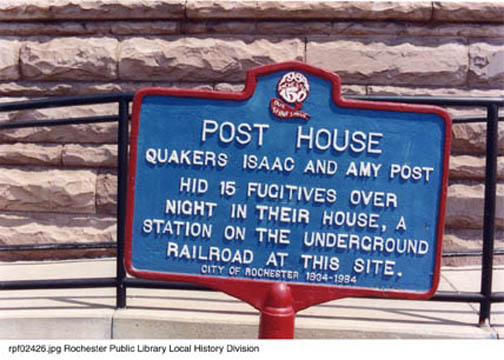 150
POST HOUSE
QUAKERS ISAAC AND AMY POST
HID 15 FUGITIVES OVER
NIGHT IN THEIR HOUSE, A
STATION ON THE UNDERGROUND
RAILROAD AT THIS SITE.
CITY OF ROCHESTER 1834-1984
rpf02426.jpg Rochester Public Library Local History Division